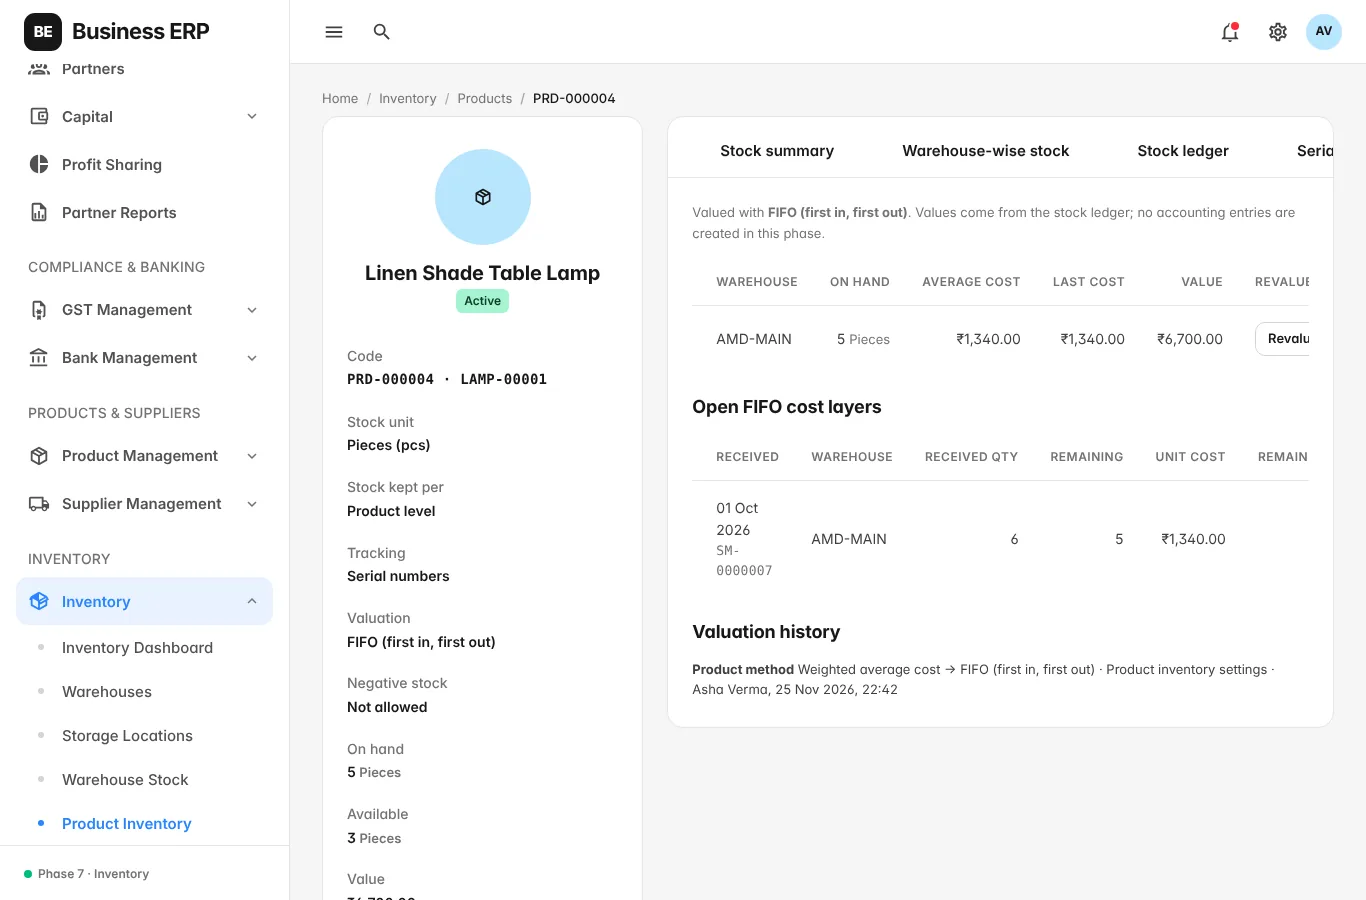 BE Business ERP
Partners
Capital
Profit Sharing
Partner Reports
COMPLIANCE & BANKING
GST Management
Bank Management
PRODUCTS & SUPPLIERS
Product Management
Supplier Management
INVENTORY
Inventory
Inventory Dashboard
Warehouses
Storage Locations
Warehouse Stock
Product Inventory
Phase 7 · Inventory
AV
Home / Inventory / Products / PRD-000004
Linen Shade Table Lamp
Active
Code
PRD-000004 · LAMP-00001
Stock unit
Pieces (pcs)
Stock kept per
Product level
Tracking
Serial numbers
Valuation
FIFO (first in, first out)
Negative stock
Not allowed
On hand
5 Pieces
Available
3 Pieces
Value
₹6,700.00
Stock summary Warehouse-wise stock Stock ledger Seria
Valued with FIFO (first in, first out). Values come from the stock ledger; no accounting entries are
created in this phase.
WAREHOUSE ON HAND AVERAGE COST LAST COST VALUE REVALUE
AMD-MAIN 5 Pieces ₹1,340.00 ₹1,340.00 ₹6,700.00 Revalu
Open FIFO cost layers
RECEIVED WAREHOUSE RECEIVED QTY REMAINING UNIT COST REMAIN
01 Oct
2026
SM-
0000007
AMD-MAIN 6 5 ₹1,340.00
Valuation history
Product method Weighted average cost → FIFO (first in, first out) · Product inventory settings ·
Asha Verma, 25 Nov 2026, 22:42